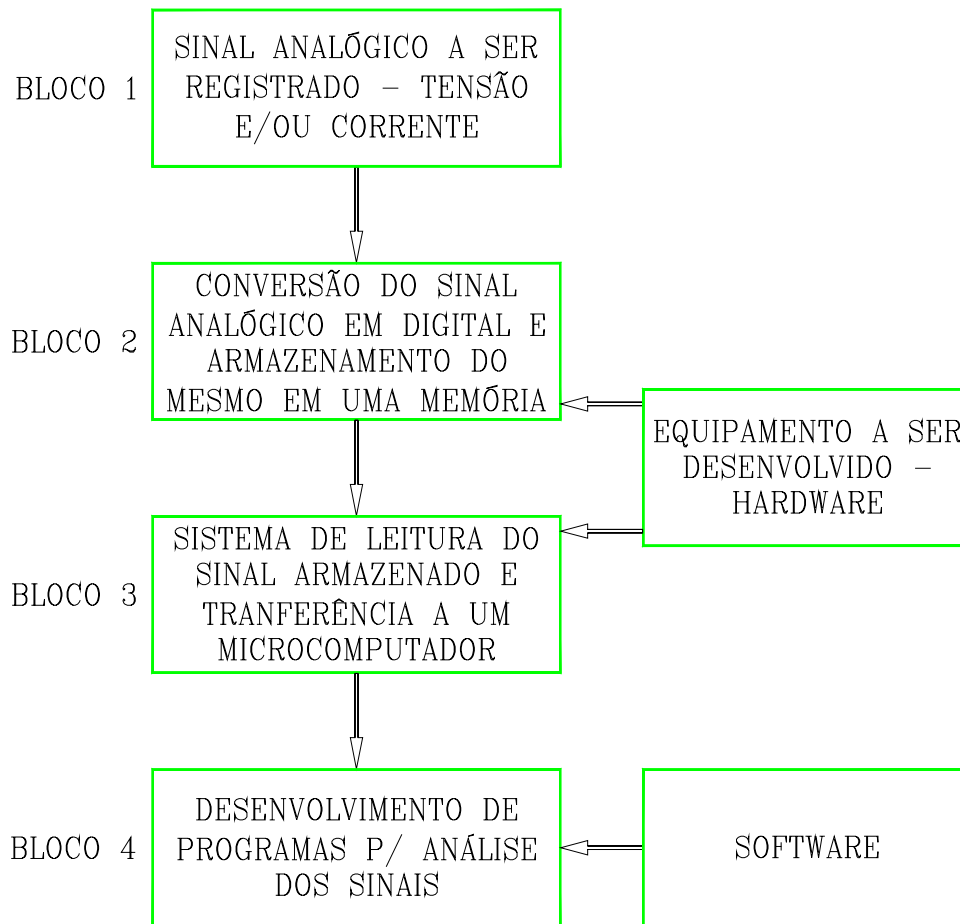 BLOCO 1
SINAL ANALÓGICO A SER
REGISTRADO – TENSÃO
E/OU CORRENTE
BLOCO 2
CONVERSÃO DO SINAL
ANALÓGICO EM DIGITAL E
ARMAZENAMENTO DO
MESMO EM UMA MEMÓRIA
EQUIPAMENTO A SER
DESENVOLVIDO –
HARDWARE
BLOCO 3
SISTEMA DE LEITURA DO
SINAL ARMAZENADO E
TRANFERÊNCIA A UM
MICROCOMPUTADOR
BLOCO 4
DESENVOLVIMENTO DE
PROGRAMAS P/ ANÁLISE
DOS SINAIS
SOFTWARE